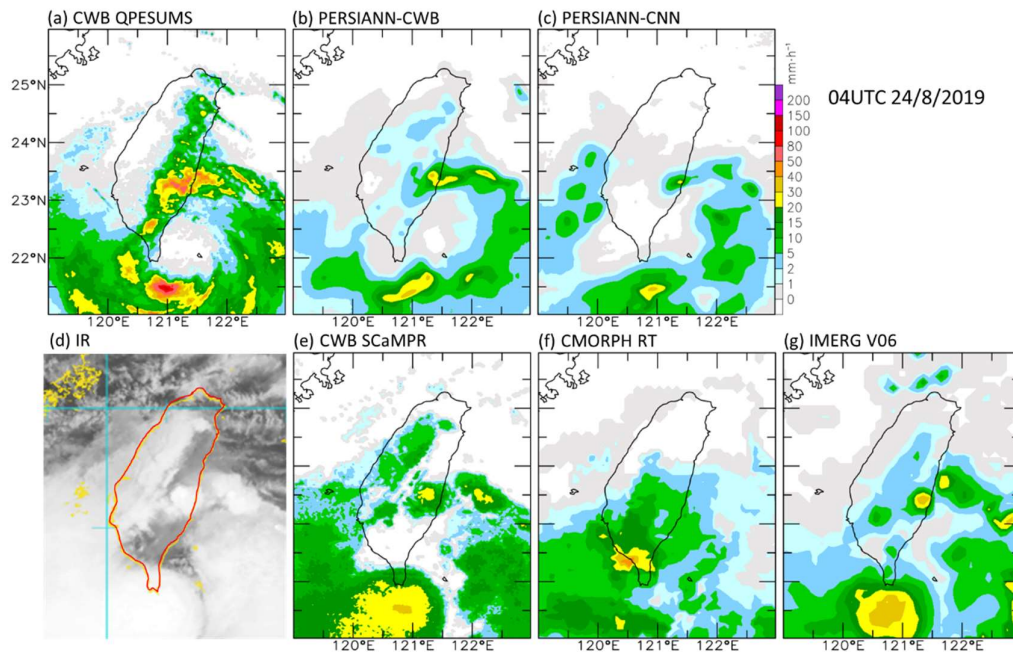 (a) CWB QPESUMS
(b) PERSIANN-CWB
(c) PERSIANN-CNN
04UTC 24/8/2019
25°N
24°N
23°N
22°N
mm·h⁻¹
200
150
100
80
50
40
30
20
15
10
5
2
1
0
120°E 121°E 122°E
120°E 121°E 122°E
120°E 121°E 122°E
(d) IR
(e) CWB SCaMPR
(f) CMORPH RT
(g) IMERG V06
120°E 121°E 122°E
120°E 121°E 122°E
120°E 121°E 122°E